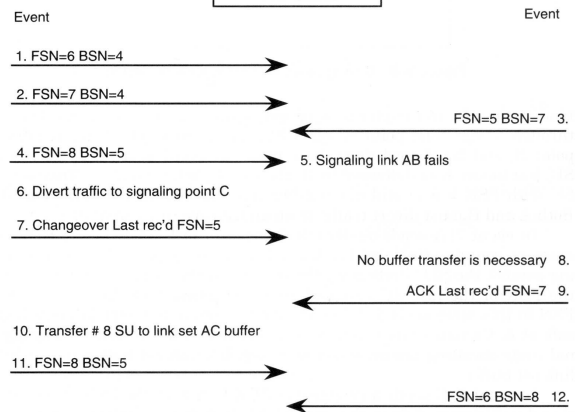 Event
Event
1. FSN=6 BSN=4
2. FSN=7 BSN=4
FSN=5 BSN=7 3.
4. FSN=8 BSN=5
5. Signaling link AB fails
6. Divert traffic to signaling point C
7. Changeover Last rec'd FSN=5
No buffer transfer is necessary 8.
ACK Last rec'd FSN=7 9.
10. Transfer # 8 SU to link set AC buffer
11. FSN=8 BSN=5
FSN=6 BSN=8 12.